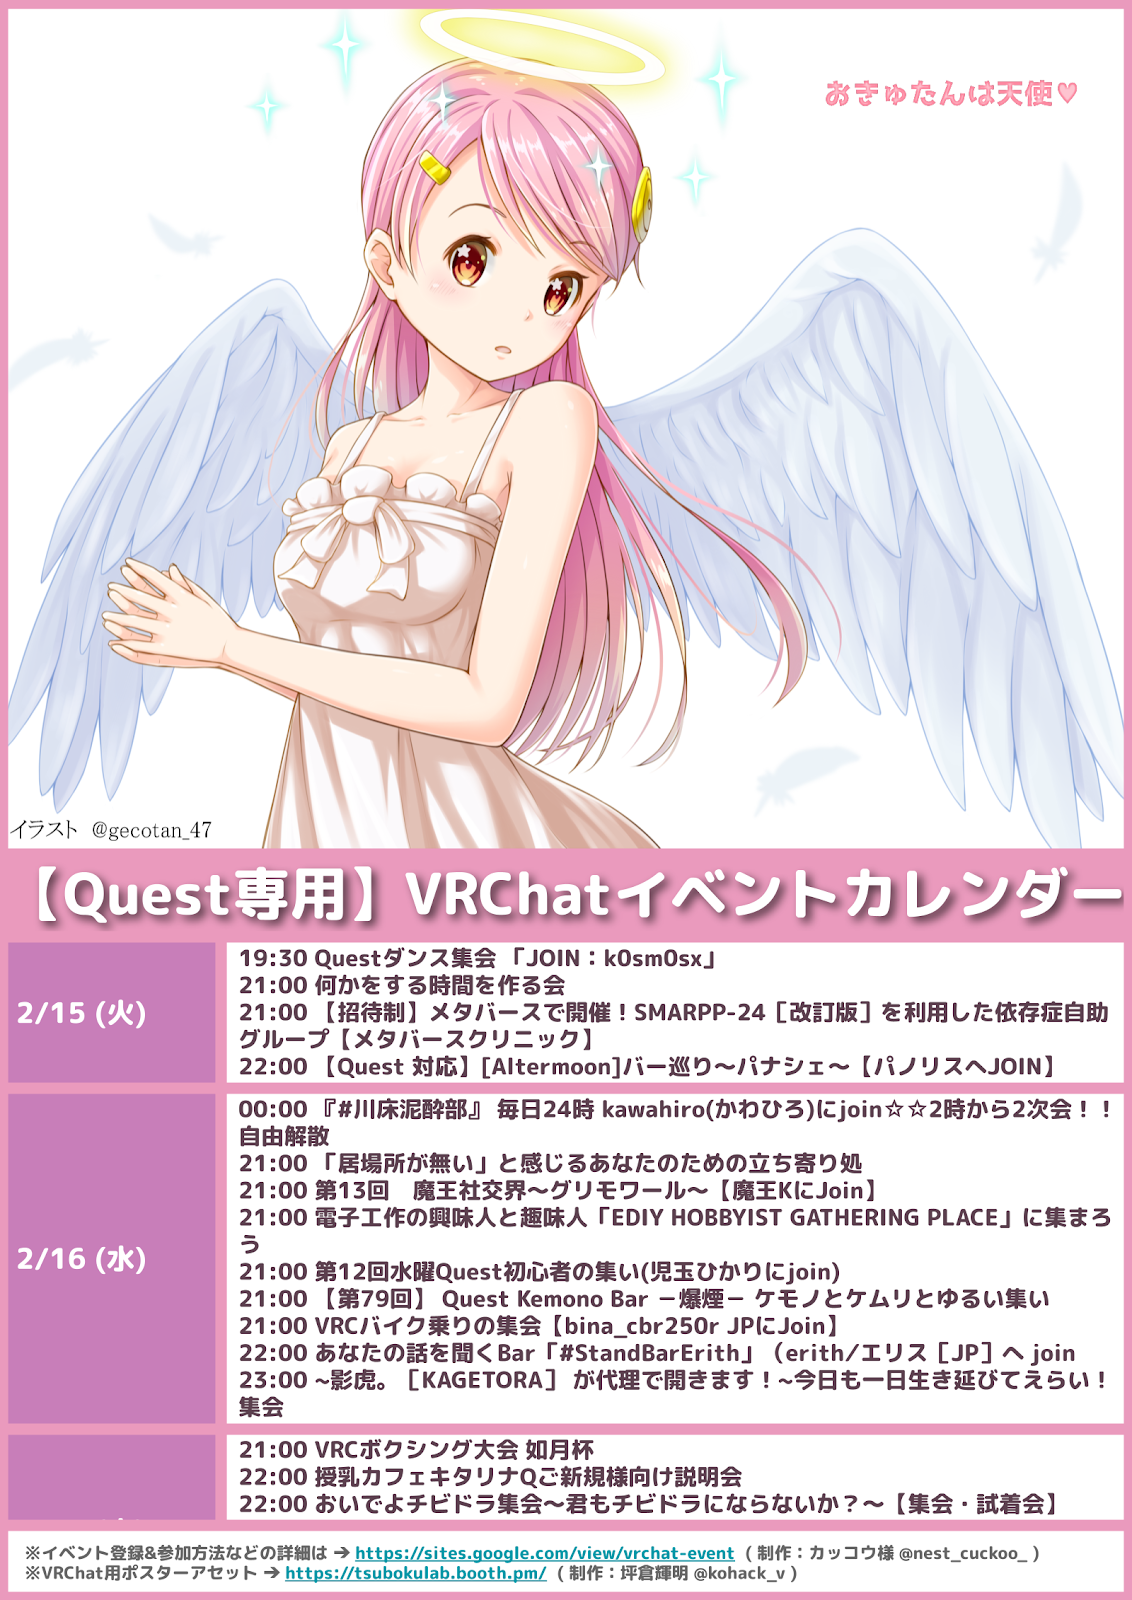 おきゅたんは天使♥
イラスト @gecotan_47
【Quest専用】VRChatイベントカレンダー
2/15 (火)
19:30 Questダンス集会 「JOIN：k0sm0sx」
21:00 何かをする時間を作る会
21:00 【招待制】メタバースで開催！SMARPP-24［改訂版］を利用した依存症自助
グループ【メタバースクリニック】
22:00 【Quest 対応】[Altermoon]バー巡り～パナシェ～【パノリスへJOIN】
2/16 (水)
00:00 『#川床泥酔部』 毎日24時 kawahiro(かわひろ)にjoin☆☆2時から2次会！！
自由解散
21:00 「居場所が無い」と感じるあなたのための立ち寄り処
21:00 第13回　魔王社交界～グリモワール～【魔王KにJoin】
21:00 電子工作の興味人と趣味人「EDIY HOBBYIST GATHERING PLACE」に集まろ
う
21:00 第12回水曜Quest初心者の集い(児玉ひかりにjoin)
21:00 【第79回】 Quest Kemono Bar －爆煙－ ケモノとケムリとゆるい集い
21:00 VRCバイク乗りの集会【bina_cbr250r JPにJoin】
22:00 あなたの話を聞くBar「#StandBarErith」（erith/エリス［JP］へ join
23:00 ~影虎。［KAGETORA］ が代理で開きます！~今日も一日生き延びてえらい！
集会
21:00 VRCボクシング大会 如月杯
22:00 授乳カフェキタリナQご新規様向け説明会
22:00 おいでよチビドラ集会～君もチビドラにならないか？～【集会・試着会】
※イベント登録&参加方法などの詳細は → https://sites.google.com/view/vrchat-event ( 制作：カッコウ様 @nest_cuckoo_ )
※VRChat用ポスターアセット → https://tsubokulab.booth.pm/ ( 制作：坪倉輝明 @kohack_v )